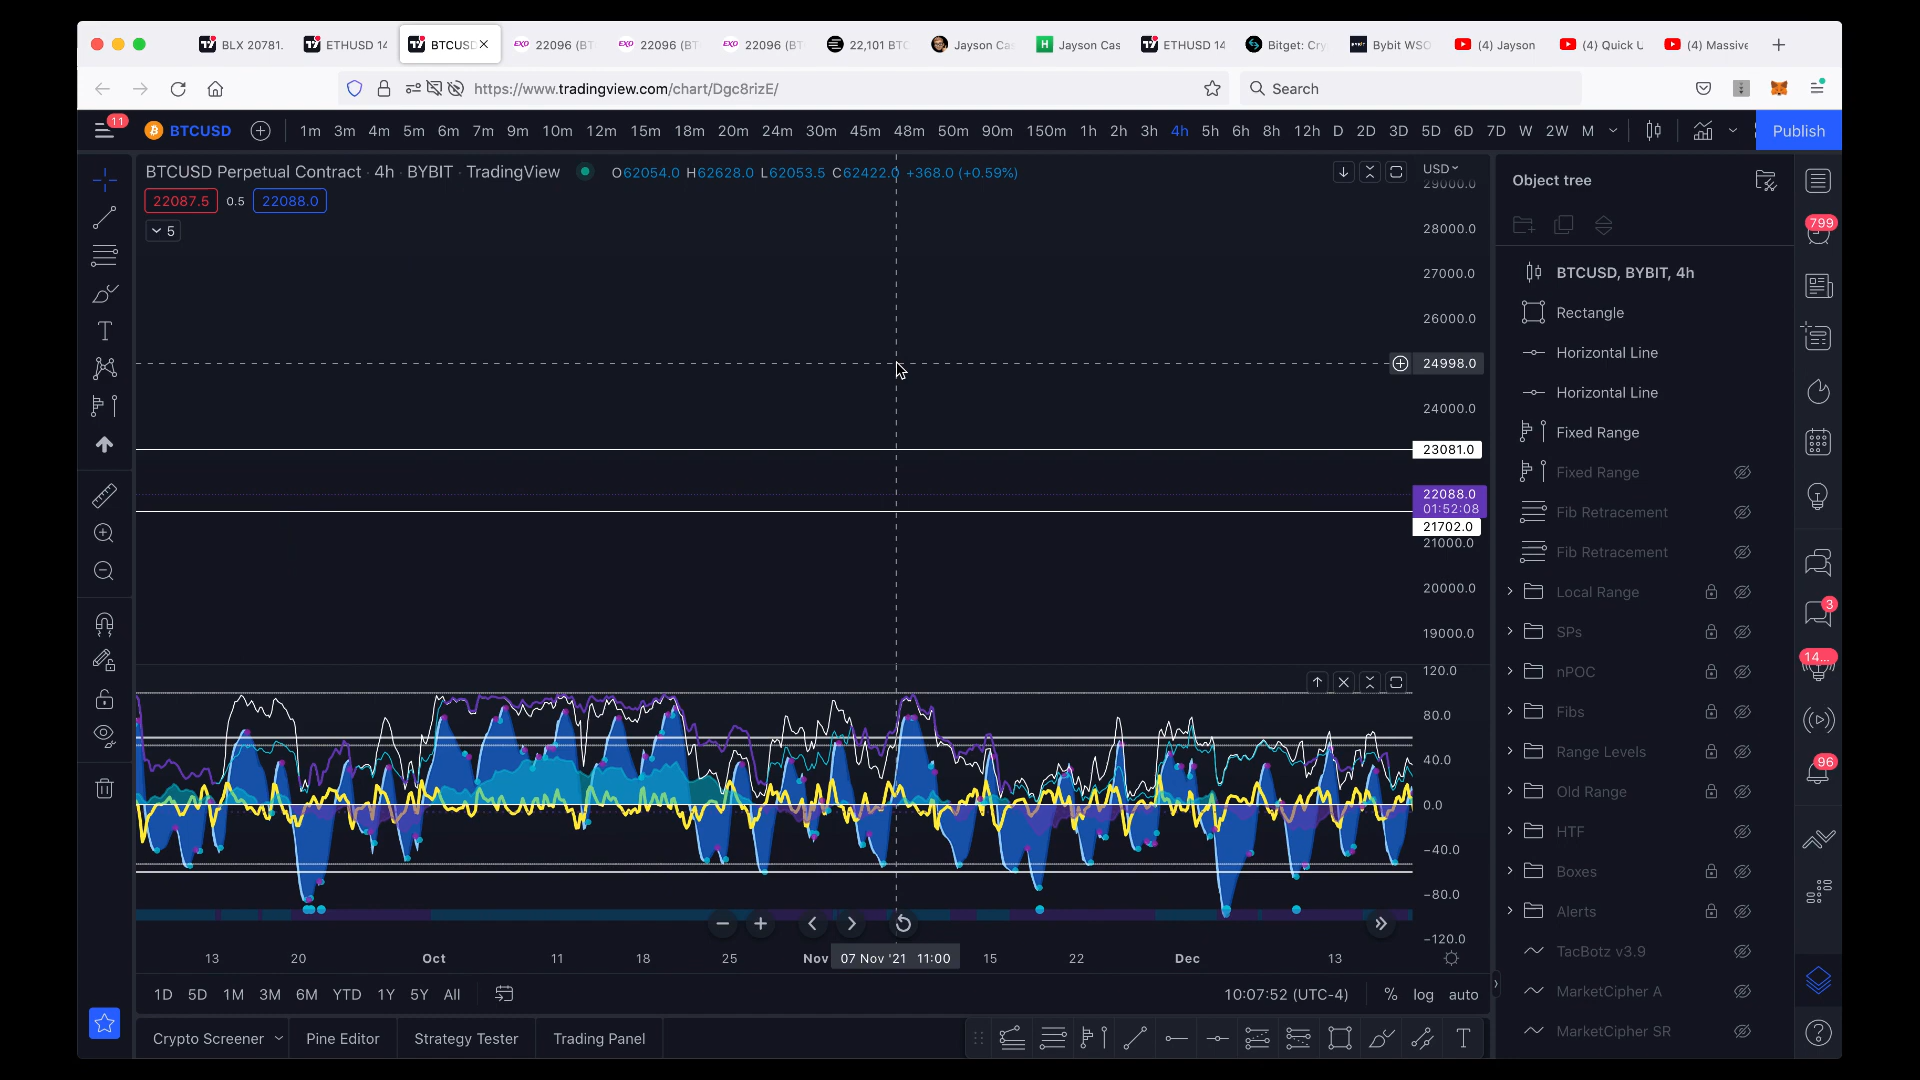 BLX 20781.
ETHUSD 14
BTCUSD
22096 (BT
22096 (BT
22096 (BT
22,101 BTC
Jayson Ca
Jayson Cas
ETHUSD 14
Bitget: Cry
Bybit WSO
(4) Jayson
(4) Quick U
(4) Massive
https://www.tradingview.com/chart/Dgc8rizE/
Search
11
BTCUSD
1m 3m 4m 5m 6m 7m 9m 10m 12m 15m 18m 20m 24m 30m 45m 48m 50m 90m 150m 1h 2h 3h 4h 5h 6h 8h 12h D 2D 3D 5D 6D 7D W 2W M
Publish
BTCUSD Perpetual Contract · 4h · BYBIT · TradingView
O62054.0 H62628.0 L62053.5 C62422.0 +368.0 (+0.59%)
22087.5 0.5 22088.0
5
USD
29000.0
28000.0
27000.0
26000.0
24998.0
24000.0
23081.0
22088.0
01:52:08
21702.0
21000.0
20000.0
19000.0
120.0
80.0
40.0
0.0
−40.0
−80.0
−120.0
13 20 Oct 11 18 25 Nov 07 Nov '21 11:00 15 22 Dec 13
1D 5D 1M 3M 6M YTD 1Y 5Y All
10:07:52 (UTC-4)
% log auto
Crypto Screener
Pine Editor
Strategy Tester
Trading Panel
Object tree
BTCUSD, BYBIT, 4h
Rectangle
Horizontal Line
Horizontal Line
Fixed Range
Fixed Range
Fib Retracement
Fib Retracement
Local Range
SPs
nPOC
Fibs
Range Levels
Old Range
HTF
Boxes
Alerts
TacBotz v3.9
MarketCipher A
MarketCipher SR
799
3
14...
96